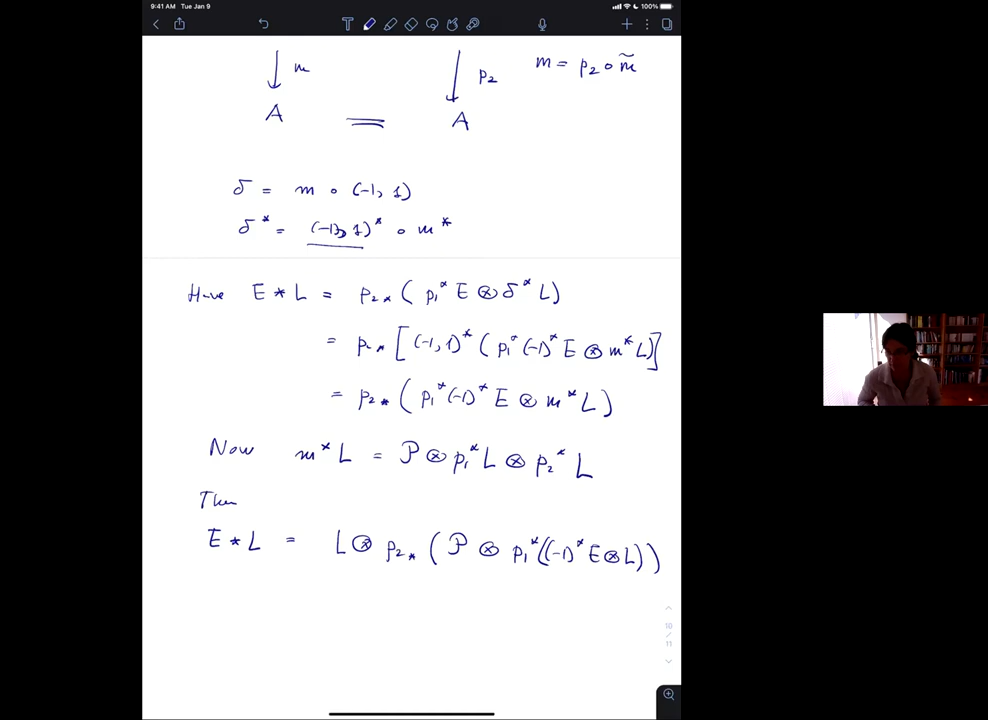 9:41 AM Tue Jan 9
100%
m
p₂
m = p₂ ∘ m̃
A
A
δ = m ∘ (-1, 1)
δ* = (-1, 1)* ∘ m*
Have E * L = p₂* ( p₁* E ⊗ δ* L )
= p₂* [ (-1, 1)* ( p₁* (-1)* E ⊗ m* L ) ]
= p₂* ( p₁* (-1)* E ⊗ m* L )
Now m* L = P ⊗ p₁* L ⊗ p₂* L
Then
E * L = L ⊗ p₂* ( P ⊗ p₁* ((-1)* E ⊗ L) )